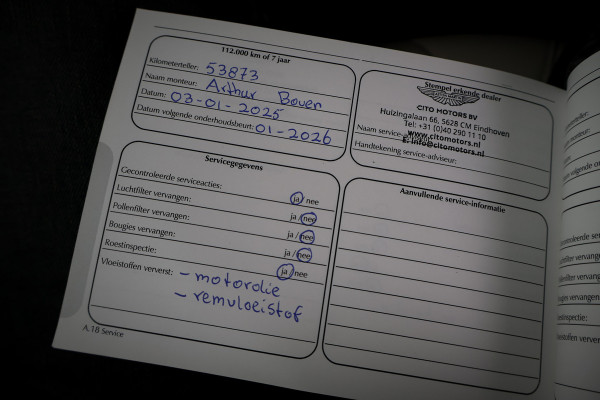 112.000 km of 7 jaar
Kilometerteller: 53873
Naam monteur: Arthur Boven
Datum: 03-01-2025
Datum volgende onderhoudsbeurt: 01-2026
Stempel erkende dealer
CITO MOTORS BV
Huizingalaan 66, 5628 CM Eindhoven
Tel: +31 (0)40 290 11 10
www.citomotors.nl
Naam service-
E: info@citomotors.nl
Handtekening service-adviseur:
Servicegegevens
Gecontroleerde serviceacties: ja / nee
Luchtfilter vervangen: ja / nee
Pollenfilter vervangen: ja / nee
Bougies vervangen: ja / nee
Roestinspectie: ja / nee
Vloeistoffen ververst: - motorolie
- remvloeistof
Aanvullende service-informatie
A.18 Service